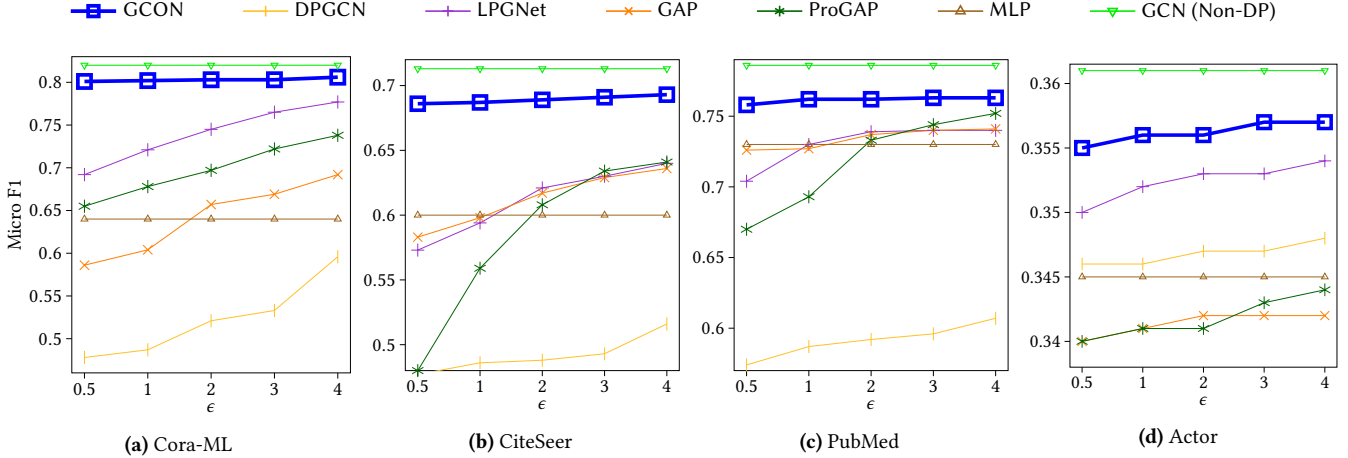 GCON DPGCN LPGNet GAP ProGAP MLP GCN (Non-DP)
Micro F1
0.8
0.75
0.7
0.65
0.6
0.55
0.5
0.5 1 2 3 4
ϵ
(a) Cora-ML
0.7
0.65
0.6
0.55
0.5
0.5 1 2 3 4
ϵ
(b) CiteSeer
0.75
0.7
0.65
0.6
0.5 1 2 3 4
ϵ
(c) PubMed
0.36
0.355
0.35
0.345
0.34
0.5 1 2 3 4
ϵ
(d) Actor